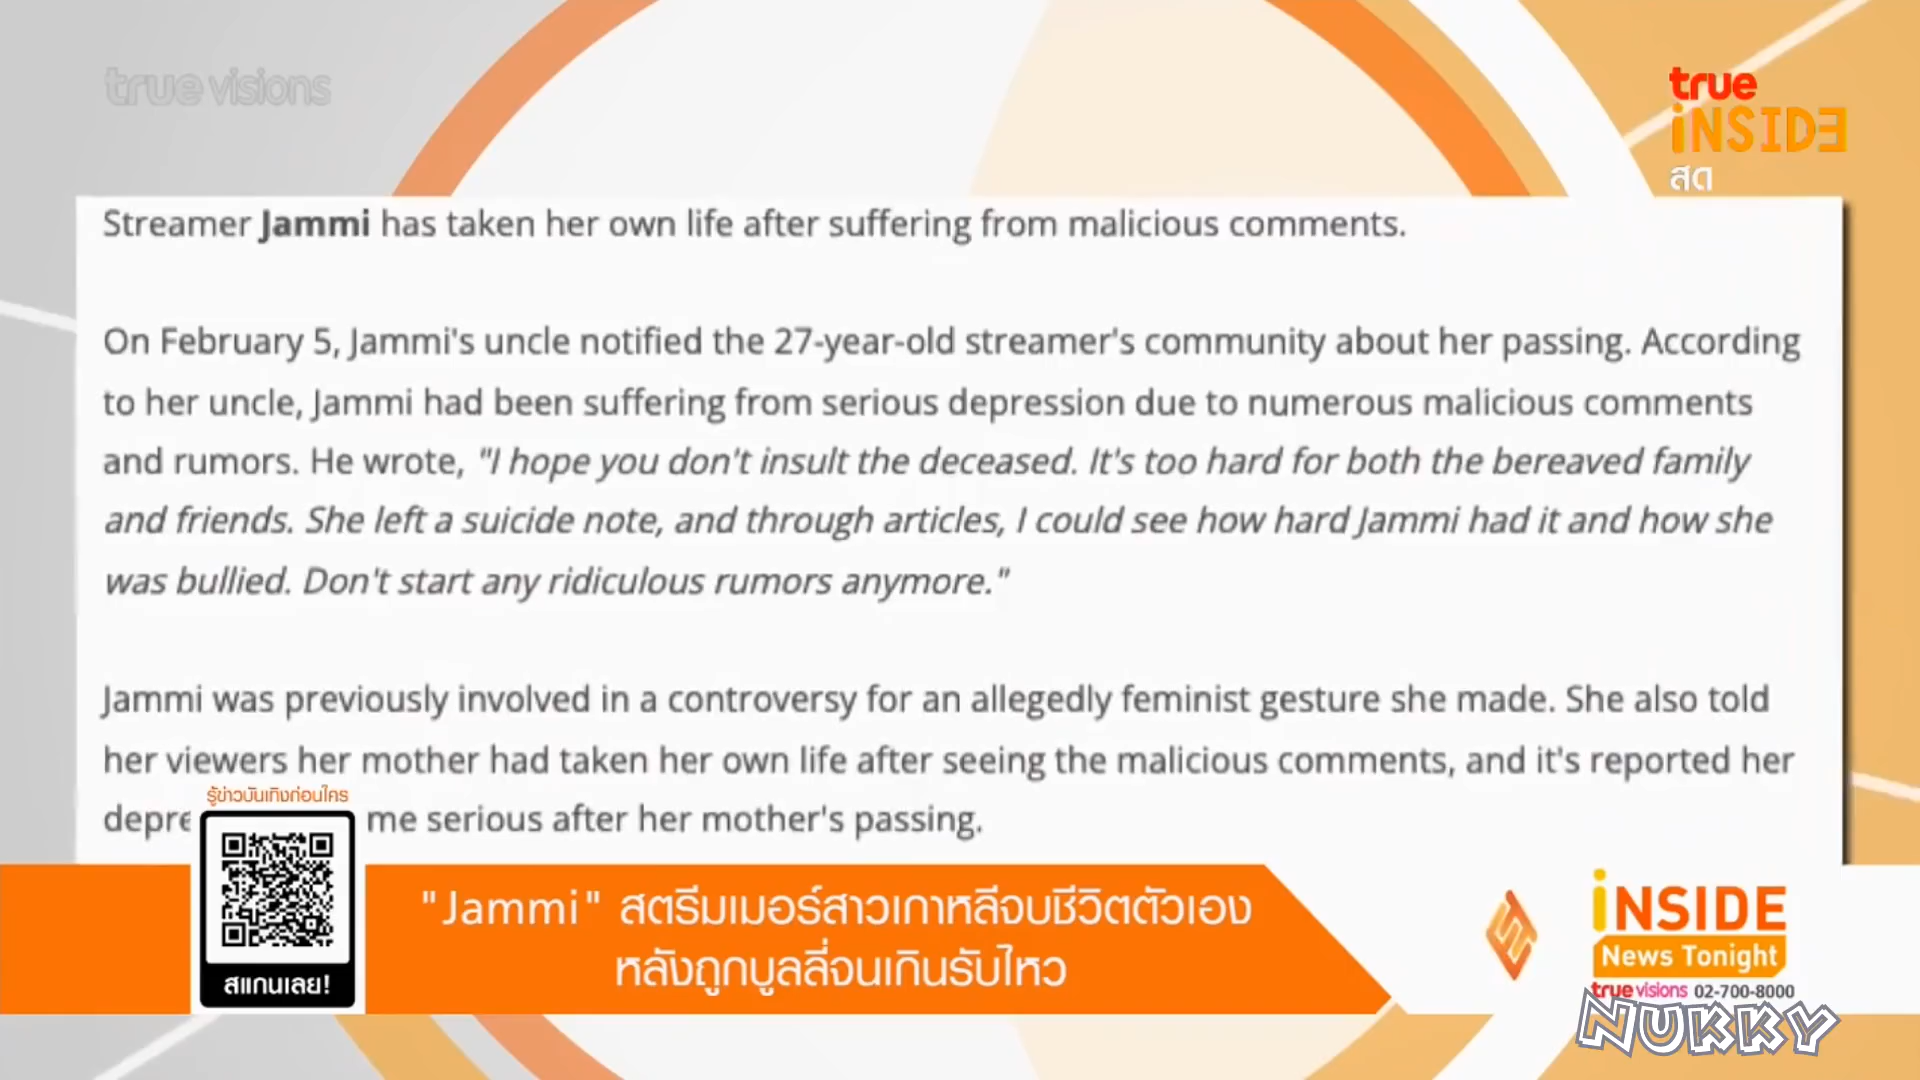 true visions
true
iNSIDE
สด
Streamer Jammi has taken her own life after suffering from malicious comments.
On February 5, Jammi's uncle notified the 27-year-old streamer's community about her passing. According
to her uncle, Jammi had been suffering from serious depression due to numerous malicious comments
and rumors. He wrote, "I hope you don't insult the deceased. It's too hard for both the bereaved family
and friends. She left a suicide note, and through articles, I could see how hard Jammi had it and how she
was bullied. Don't start any ridiculous rumors anymore."
Jammi was previously involved in a controversy for an allegedly feminist gesture she made. She also told
her viewers her mother had taken her own life after seeing the malicious comments, and it's reported her
depre me serious after her mother's passing.
รู้ข่าวบันเทิงก่อนใคร
สแกนเลย!
"Jammi" สตรีมเมอร์สาวเกาหลีจบชีวิตตัวเอง
หลังถูกบูลลี่จนเกินรับไหว
iNSIDE
News Tonight
true visions 02-700-8000
NUKKY